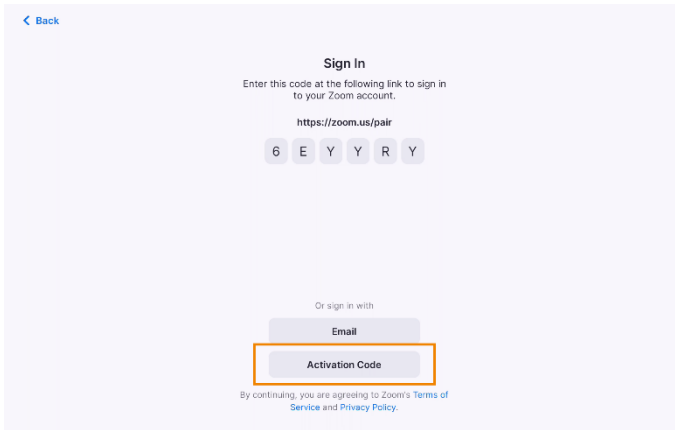 Back
Sign In
Enter this code at the following link to sign in
to your Zoom account.
https://zoom.us/pair
6 E Y Y R Y
Or sign in with
Email
Activation Code
By continuing, you are agreeing to Zoom's Terms of
Service and Privacy Policy.